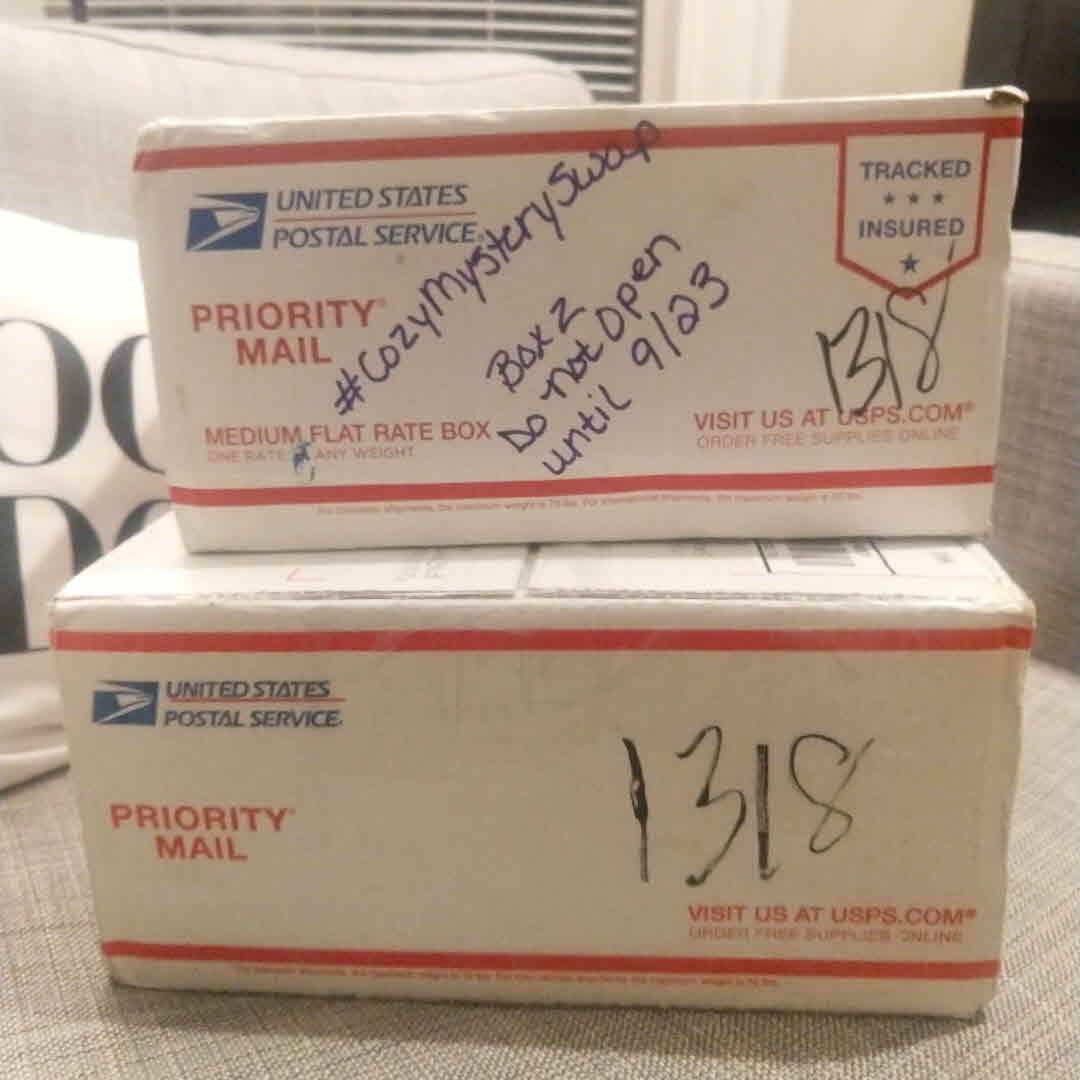 UNITED STATES
POSTAL SERVICE®
TRACKED
INSURED
PRIORITY®
MAIL
#CozyMysterySwap
Box 2
Do not Open
until 9/23
1318
MEDIUM FLAT RATE BOX
ONE RATE ANY WEIGHT
VISIT US AT USPS.COM®
ORDER FREE SUPPLIES ONLINE
UNITED STATES
POSTAL SERVICE.
PRIORITY®
MAIL
1318
VISIT US AT USPS.COM®
ORDER FREE SUPPLIES ONLINE